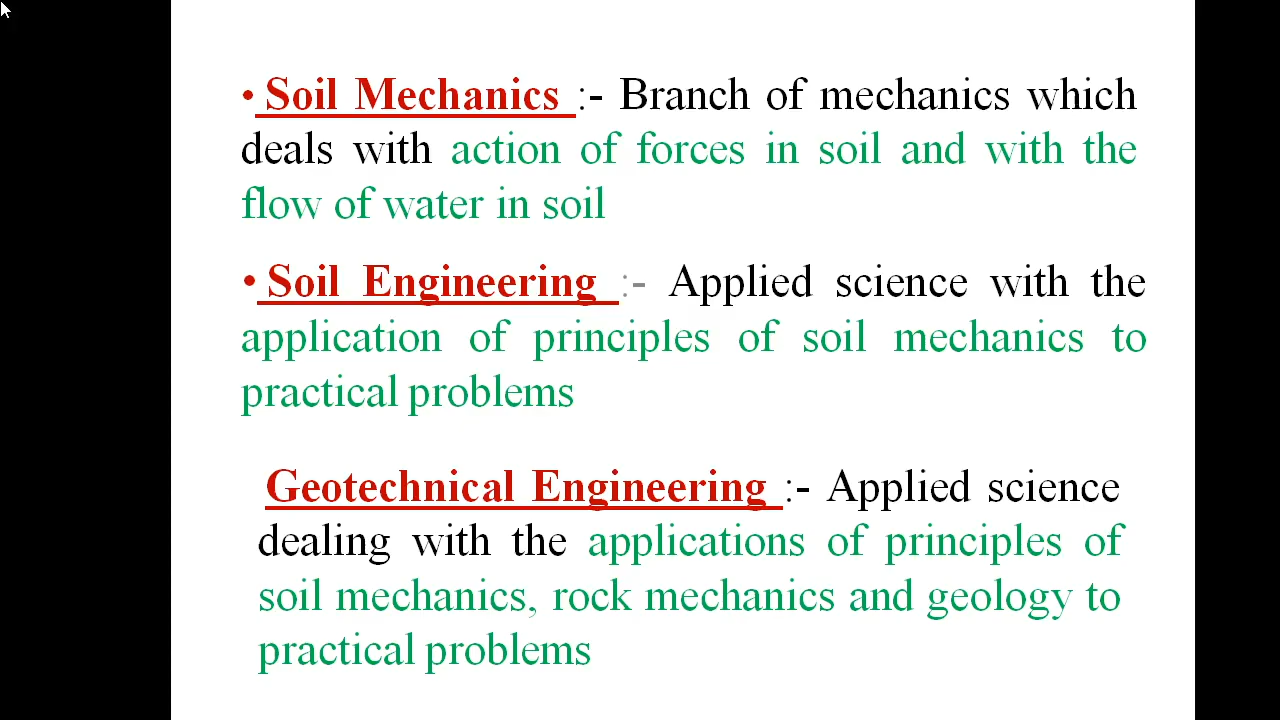 • Soil Mechanics :- Branch of mechanics which
deals with action of forces in soil and with the
flow of water in soil
• Soil Engineering :- Applied science with the
application of principles of soil mechanics to
practical problems
Geotechnical Engineering :- Applied science
dealing with the applications of principles of
soil mechanics, rock mechanics and geology to
practical problems